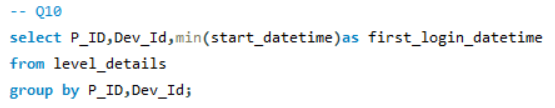 -- Q10
select P_ID,Dev_Id,min(start_datetime)as first_login_datetime
from level_details
group by P_ID,Dev_Id;